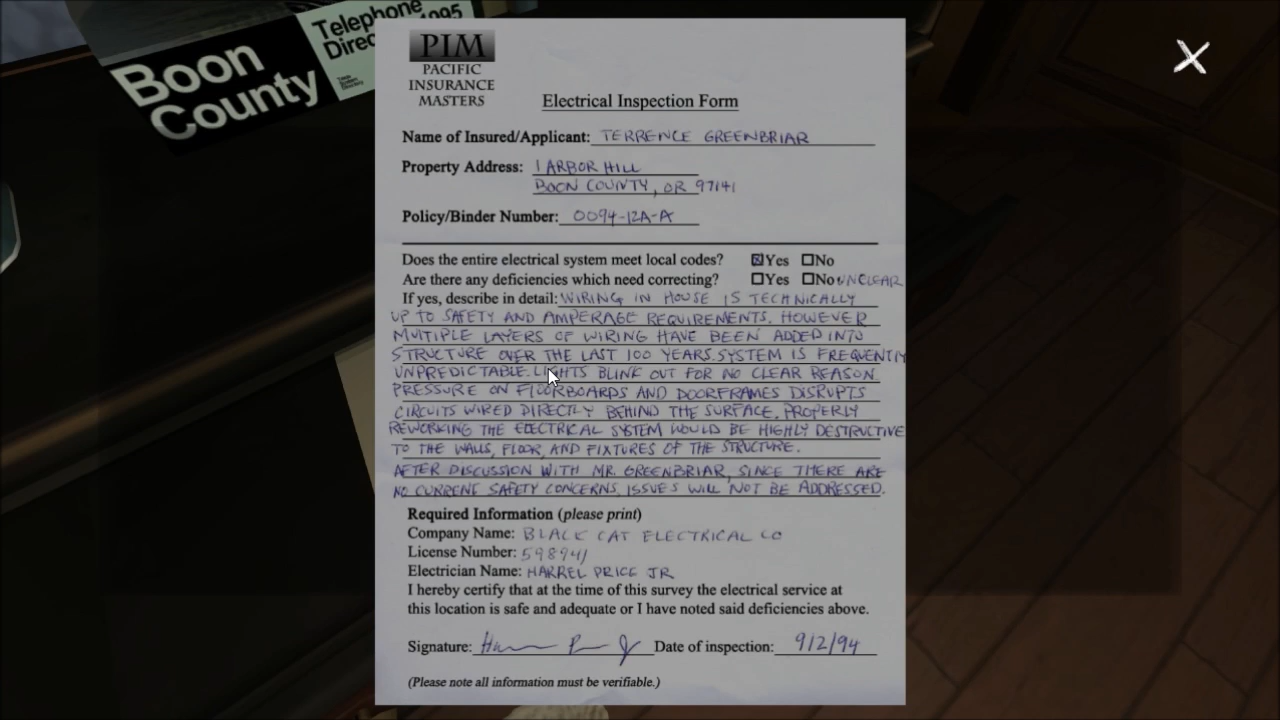 Boon
County
Telephone
Direc 1995
PIM
PACIFIC
INSURANCE
MASTERS
Electrical Inspection Form
Name of Insured/Applicant: TERRENCE GREENBRIAR
Property Address: 1 ARBOR HILL
BOON COUNTY, OR 97141
Policy/Binder Number: 0094-12A-A
Does the entire electrical system meet local codes? ☒Yes ☐No
Are there any deficiencies which need correcting? ☐Yes ☐No UNCLEAR
If yes, describe in detail: WIRING IN HOUSE IS TECHNICALLY
UP TO SAFETY AND AMPERAGE REQUIREMENTS. HOWEVER
MULTIPLE LAYERS OF WIRING HAVE BEEN ADDED INTO
STRUCTURE OVER THE LAST 100 YEARS. SYSTEM IS FREQUENTLY
UNPREDICTABLE. LIGHTS BLINK OUT FOR NO CLEAR REASON
PRESSURE ON FLOORBOARDS AND DOORFRAMES DISRUPTS
CIRCUITS WIRED DIRECTLY BEHIND THE SURFACE. PROPERLY
REWORKING THE ELECTRICAL SYSTEM WOULD BE HIGHLY DESTRUCTIVE
TO THE WALLS, FLOOR, AND FIXTURES OF THE STRUCTURE.
AFTER DISCUSSION WITH MR. GREENBRIAR, SINCE THERE ARE
NO CURRENT SAFETY CONCERNS, ISSUES WILL NOT BE ADDRESSED.
Required Information (please print)
Company Name: BLACK CAT ELECTRICAL CO
License Number: 598941
Electrician Name: HARREL PRICE JR
I hereby certify that at the time of this survey the electrical service at
this location is safe and adequate or I have noted said deficiencies above.
Signature: Date of inspection: 9/2/94
(Please note all information must be verifiable.)